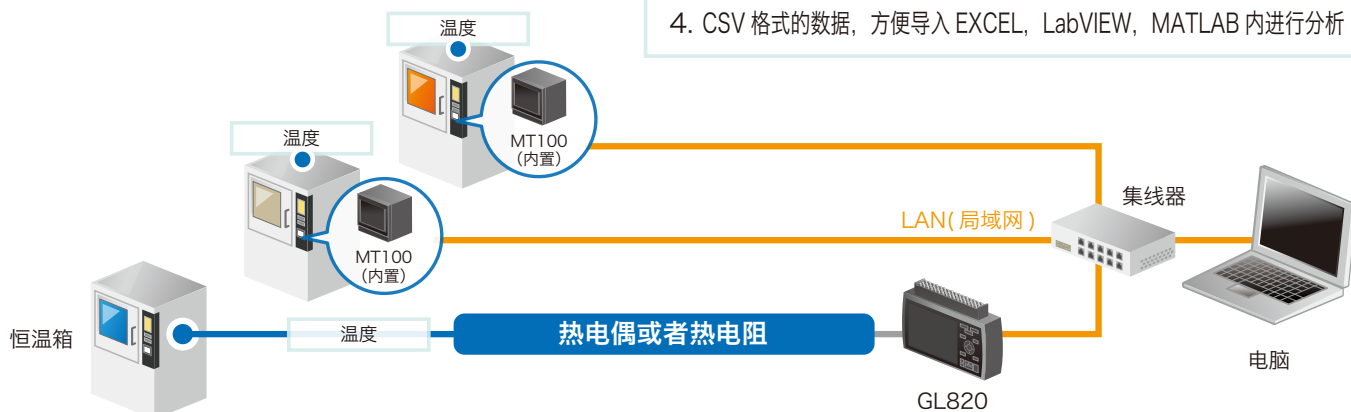 4. CSV 格式的数据，方便导入 EXCEL，LabVIEW，MATLAB 内进行分析
温度
MT100
（内置）
温度
MT100
（内置）
集线器
LAN( 局域网 )
恒温箱
温度
热电偶或者热电阻
GL820
电脑